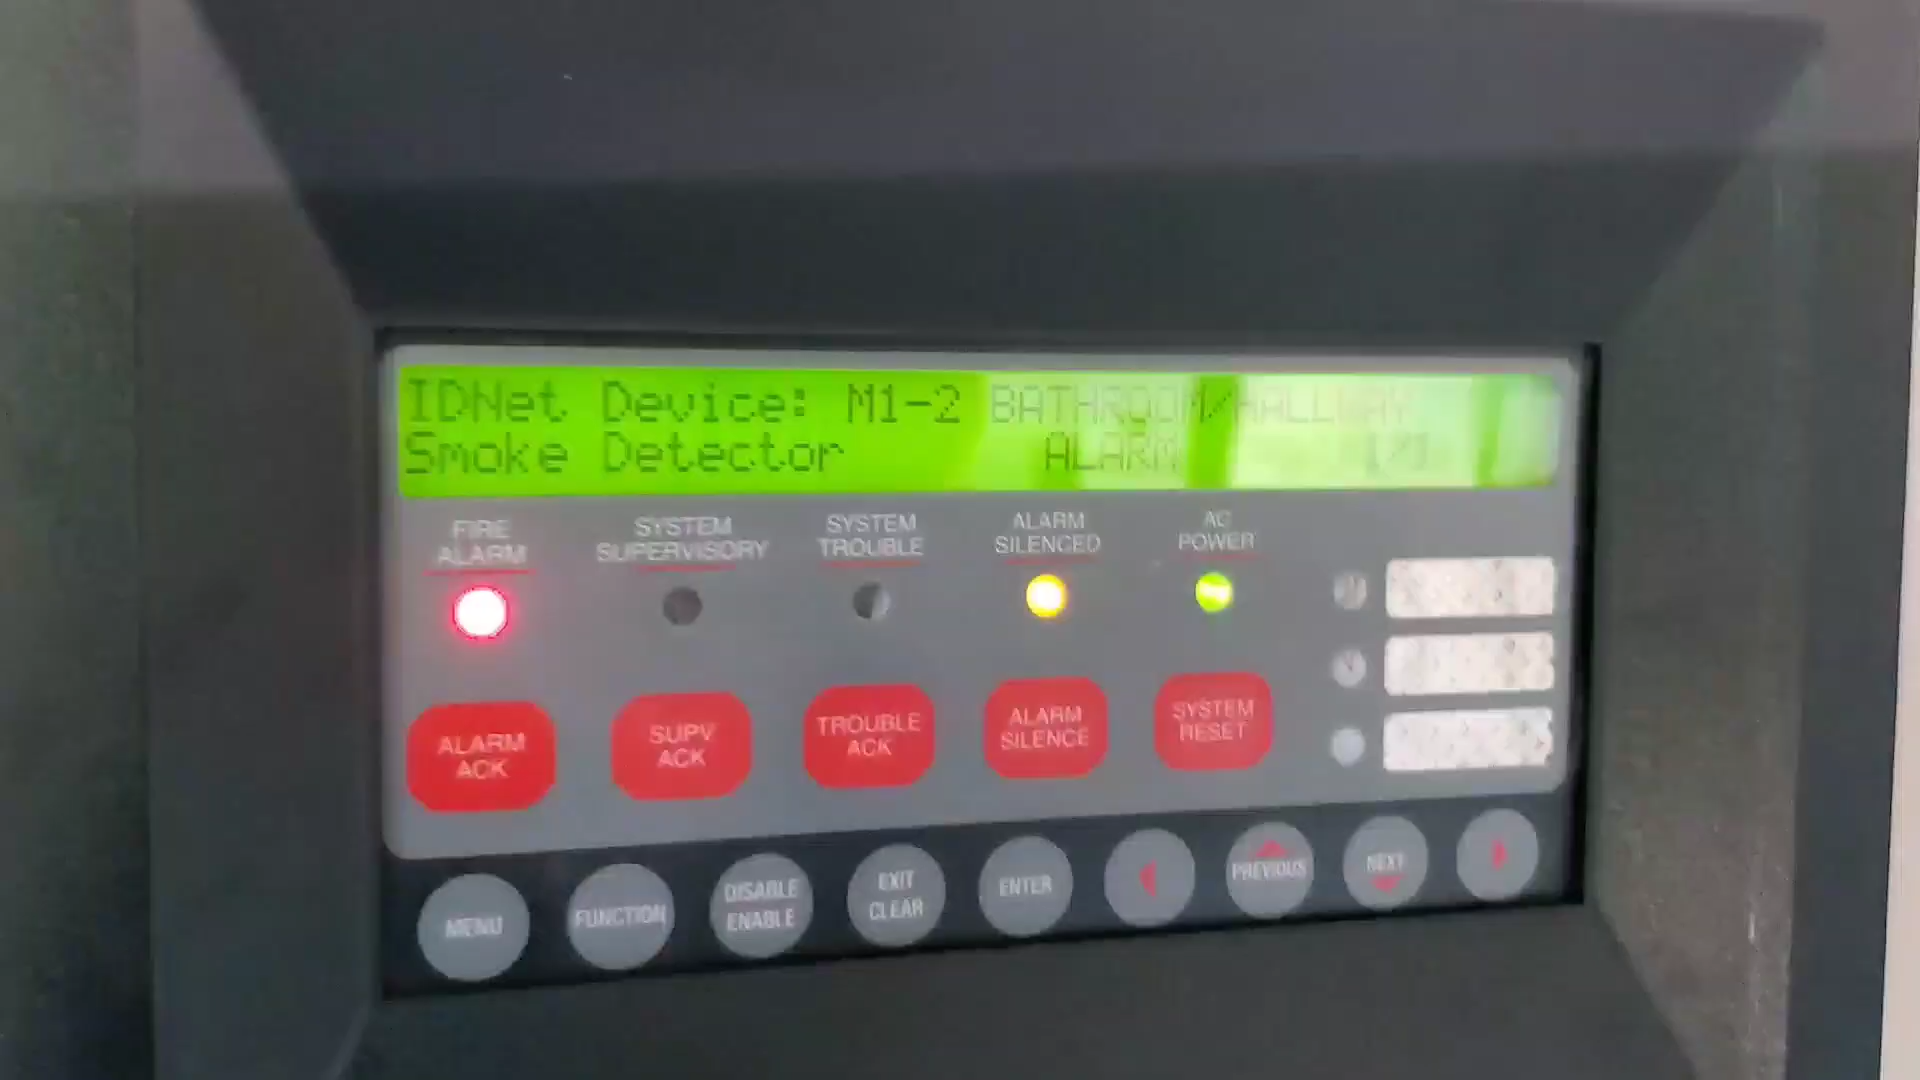 IDNet Device: M1-2 BATHROOM/HALLWAY
Smoke Detector ALARM 1/1
FIRE
ALARM
SYSTEM
SUPERVISORY
SYSTEM
TROUBLE
ALARM
SILENCED
AC
POWER
ALARM
ACK
SUPV
ACK
TROUBLE
ACK
ALARM
SILENCE
SYSTEM
RESET
MENU
FUNCTION
DISABLE
ENABLE
EXIT
CLEAR
ENTER
PREVIOUS
NEXT